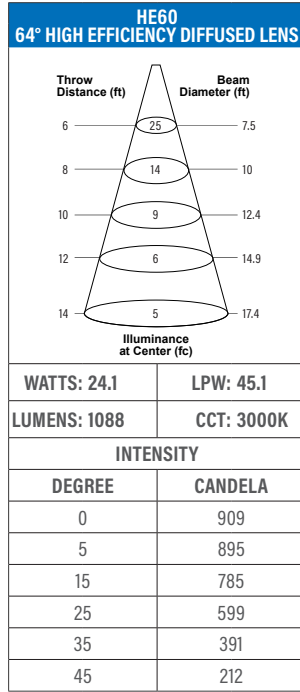 HE60
64° HIGH EFFICIENCY DIFFUSED LENS
Throw Beam
Distance (ft) Diameter (ft)
6 25 7.5
8 14 10
10 9 12.4
12 6 14.9
14 5 17.4
Illuminance
at Center (fc)
WATTS: 24.1 LPW: 45.1
LUMENS: 1088 CCT: 3000K
INTENSITY
DEGREE CANDELA
0 909
5 895
15 785
25 599
35 391
45 212